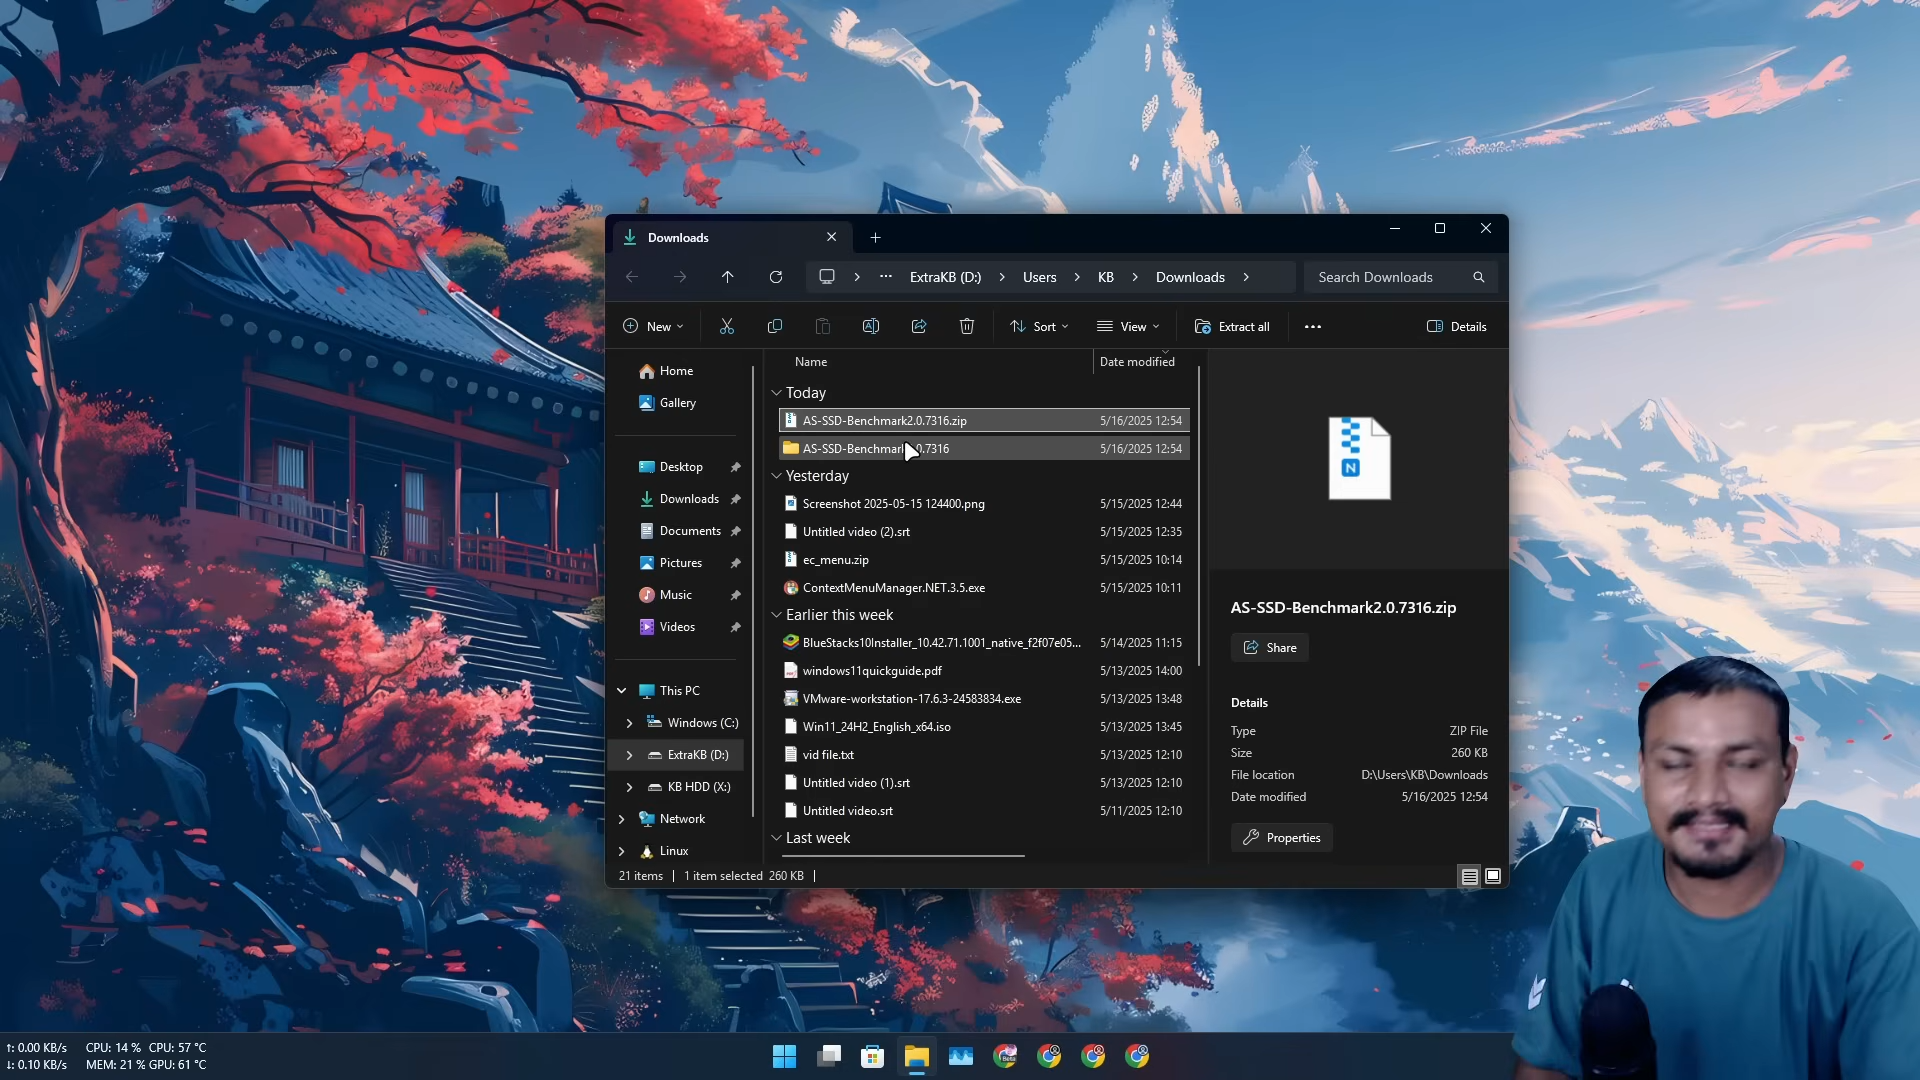 Downloads
ExtraKB (D:) Users KB Downloads
Search Downloads
New
Sort
View
Extract all
Details
Home
Gallery
Desktop
Downloads
Documents
Pictures
Music
Videos
This PC
Windows (C:)
ExtraKB (D:)
KB HDD (X:)
Network
Linux
Name Date modified
Today
AS-SSD-Benchmark2.0.7316.zip 5/16/2025 12:54
5/16/2025 12:54
Yesterday
Screenshot 2025-05-15 124400.png 5/15/2025 12:44
Untitled video (2).srt 5/15/2025 12:35
ec_menu.zip 5/15/2025 10:14
ContextMenuManager.NET.3.5.exe 5/15/2025 10:11
Earlier this week
BlueStacks10Installer_10.42.71.1001_native_f2f07e05... 5/14/2025 11:15
windows11quickguide.pdf 5/13/2025 14:00
VMware-workstation-17.6.3-24583834.exe 5/13/2025 13:48
Win11_24H2_English_x64.iso 5/13/2025 13:45
vid file.txt 5/13/2025 12:10
Untitled video (1).srt 5/13/2025 12:10
Untitled video.srt 5/11/2025 12:10
Last week
N
AS-SSD-Benchmark2.0.7316.zip
Share
Details
Type ZIP File
Size 260 KB
File location D:\Users\KB\Downloads
Date modified 5/16/2025 12:54
Properties
21 items | 1 item selected 260 KB |
↑: 0.00 KB/s CPU: 14 % CPU: 57 °C
↓: 0.10 KB/s MEM: 21 % GPU: 61 °C
Beta